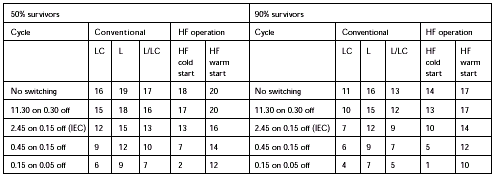 50% survivors 90% survivors
Cycle Conventional HF operation Cycle Conventional HF operation
LC L L/LC HF cold start HF warm start LC L L/LC HF cold start HF warm start
No switching 16 19 17 18 20 No switching 11 16 13 14 17
11.30 on 0.30 off 15 18 16 17 20 11.30 on 0.30 off 10 15 12 13 17
2.45 on 0.15 off (IEC) 12 15 13 13 16 2.45 on 0.15 off (IEC) 7 12 9 10 14
0.45 on 0.15 off 9 12 10 7 14 0.45 on 0.15 off 6 9 7 5 12
0.15 on 0.05 off 6 9 7 2 12 0.15 on 0.05 off 4 7 5 1 10